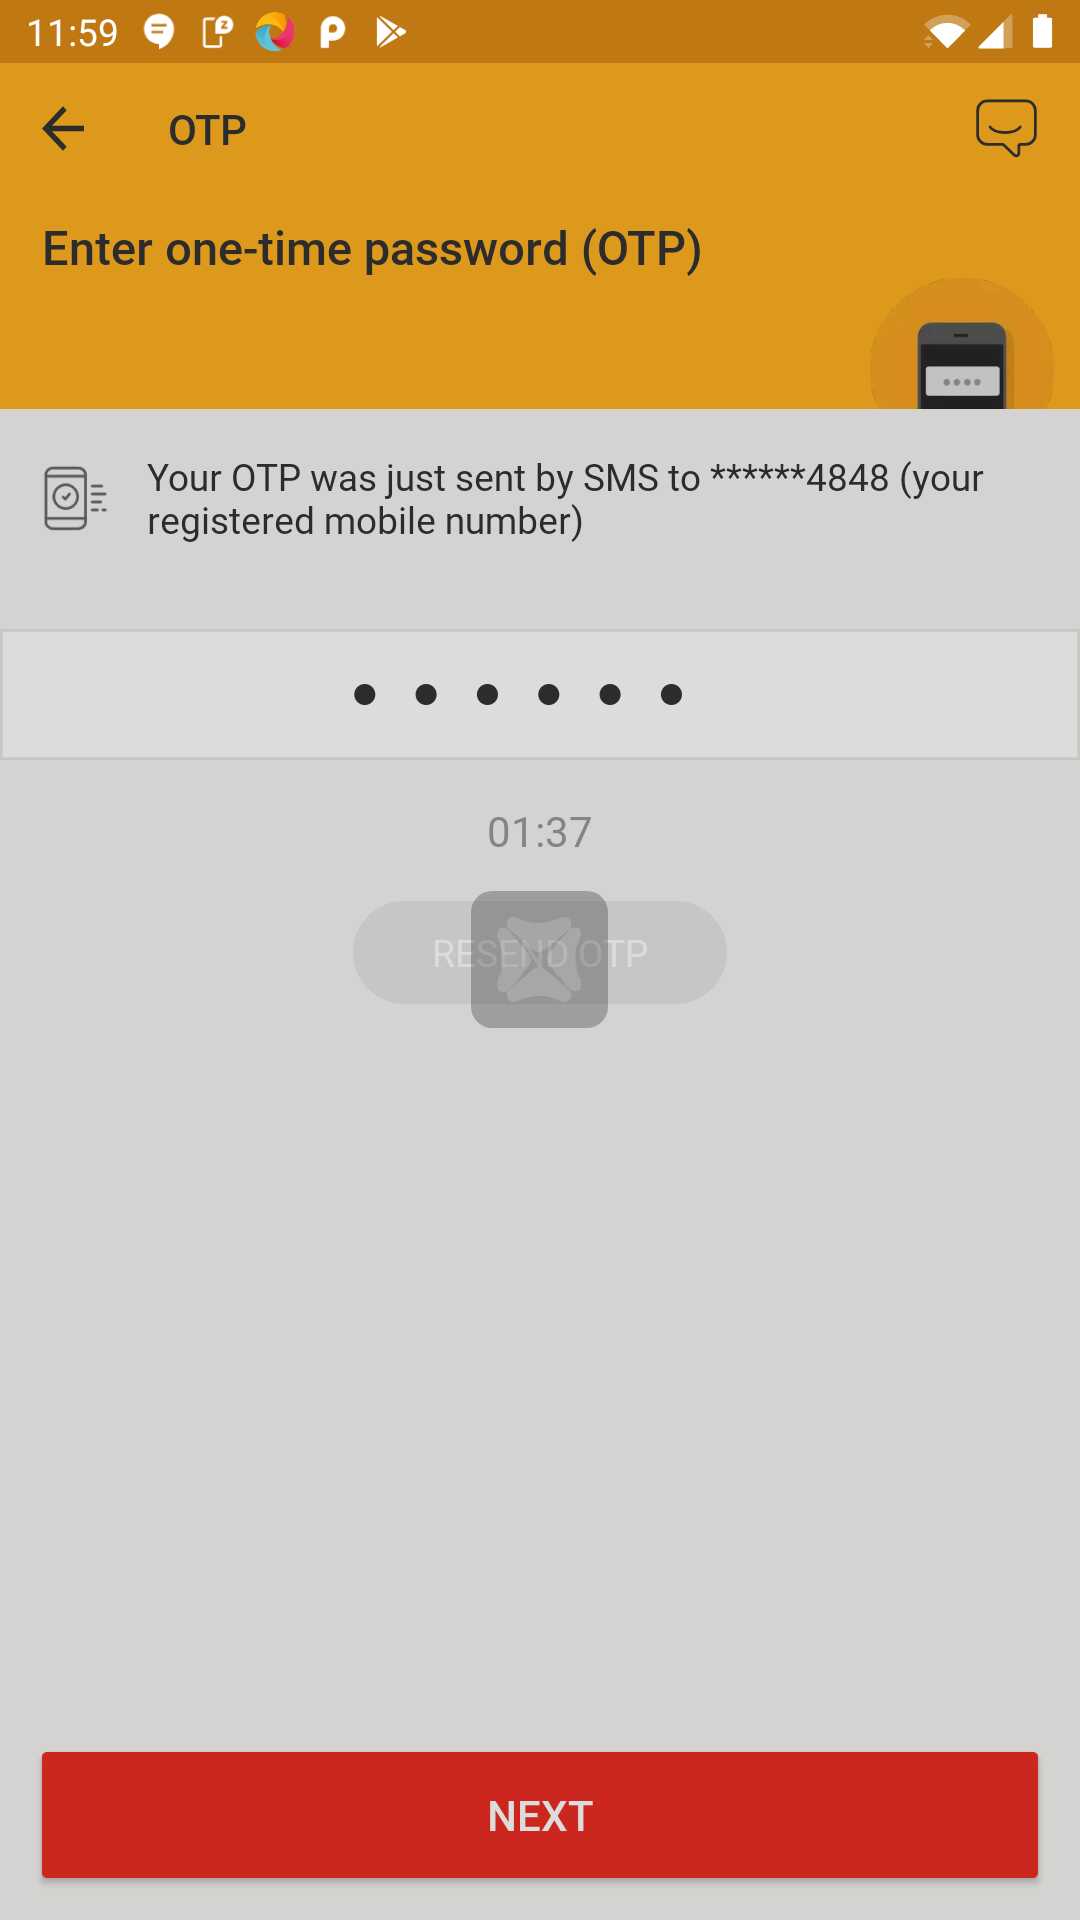 11:59
OTP
Enter one-time password (OTP)
Your OTP was just sent by SMS to ******4848 (your
registered mobile number)
01:37
RESEND OTP
NEXT